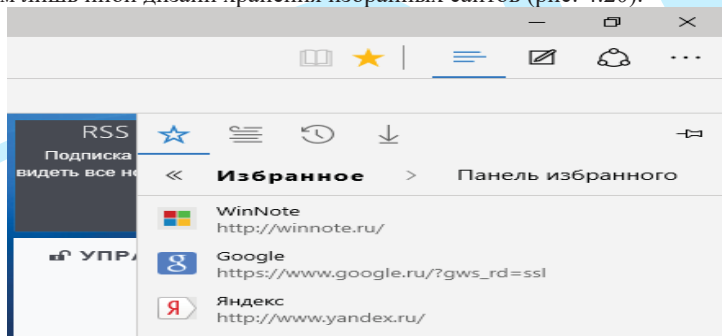 м лишь иной дизайн хранения избранных сайтов (рис. 4.20).
RSS
Подписка
видеть все но
УПРА
Избранное > Панель избранного
WinNote
http://winnote.ru/
Google
https://www.google.ru/?gws_rd=ssl
Яндекс
http://www.yandex.ru/